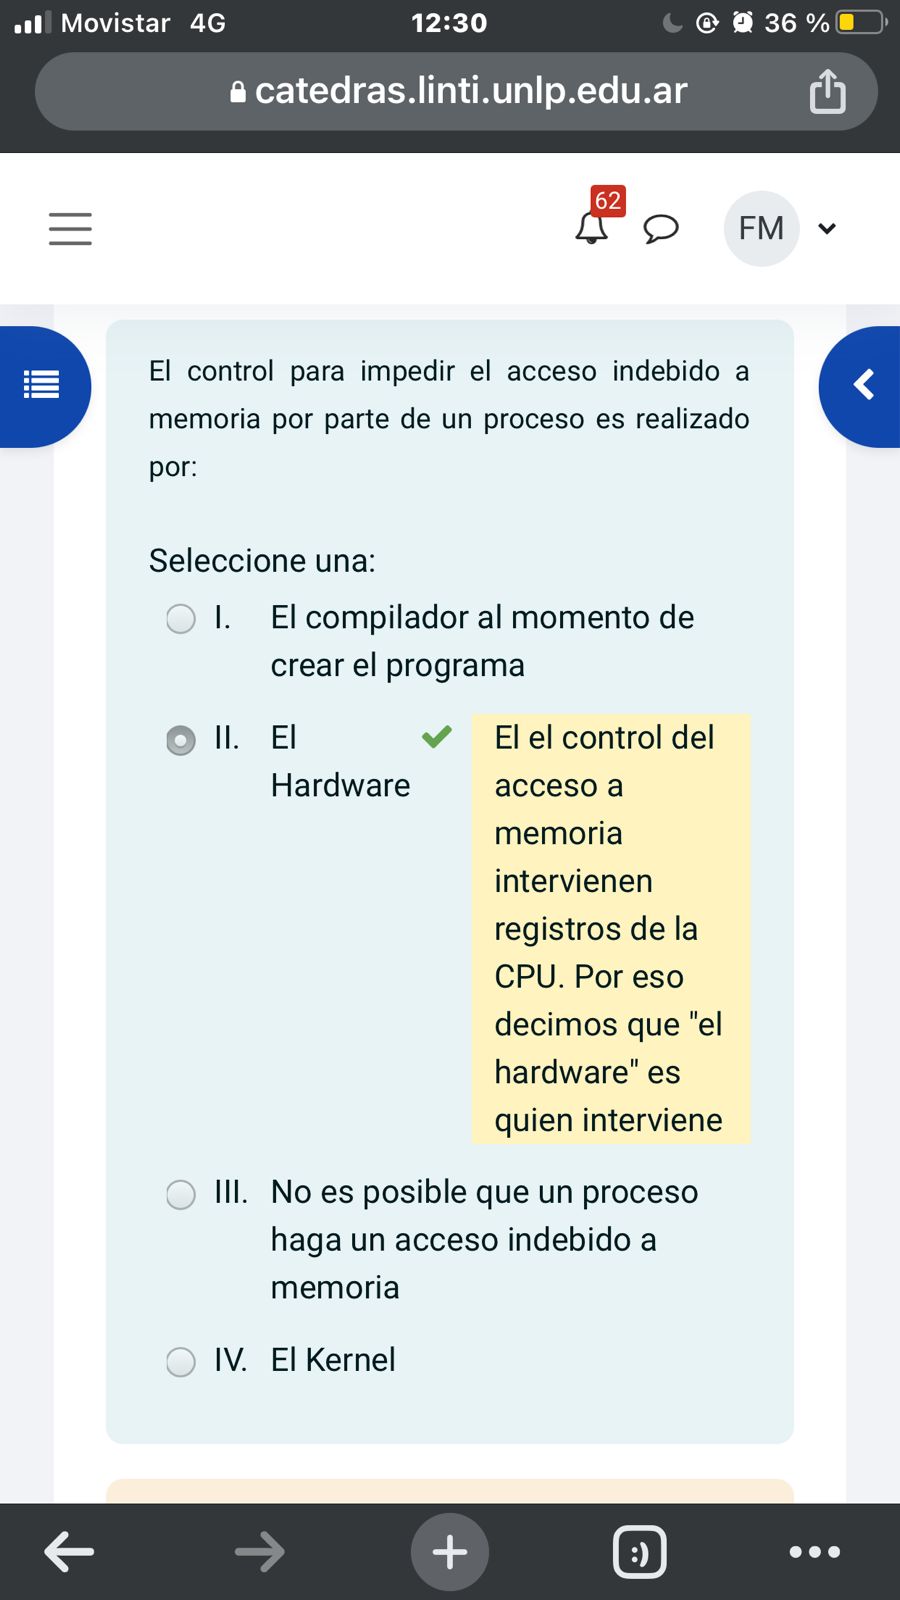 Movistar 4G 12:30 36 %
catedras.linti.unlp.edu.ar
62
FM
El control para impedir el acceso indebido a
memoria por parte de un proceso es realizado
por:
Seleccione una:
I. El compilador al momento de
crear el programa
II. El
Hardware
El el control del
acceso a
memoria
intervienen
registros de la
CPU. Por eso
decimos que "el
hardware" es
quien interviene
III. No es posible que un proceso
haga un acceso indebido a
memoria
IV. El Kernel
:)